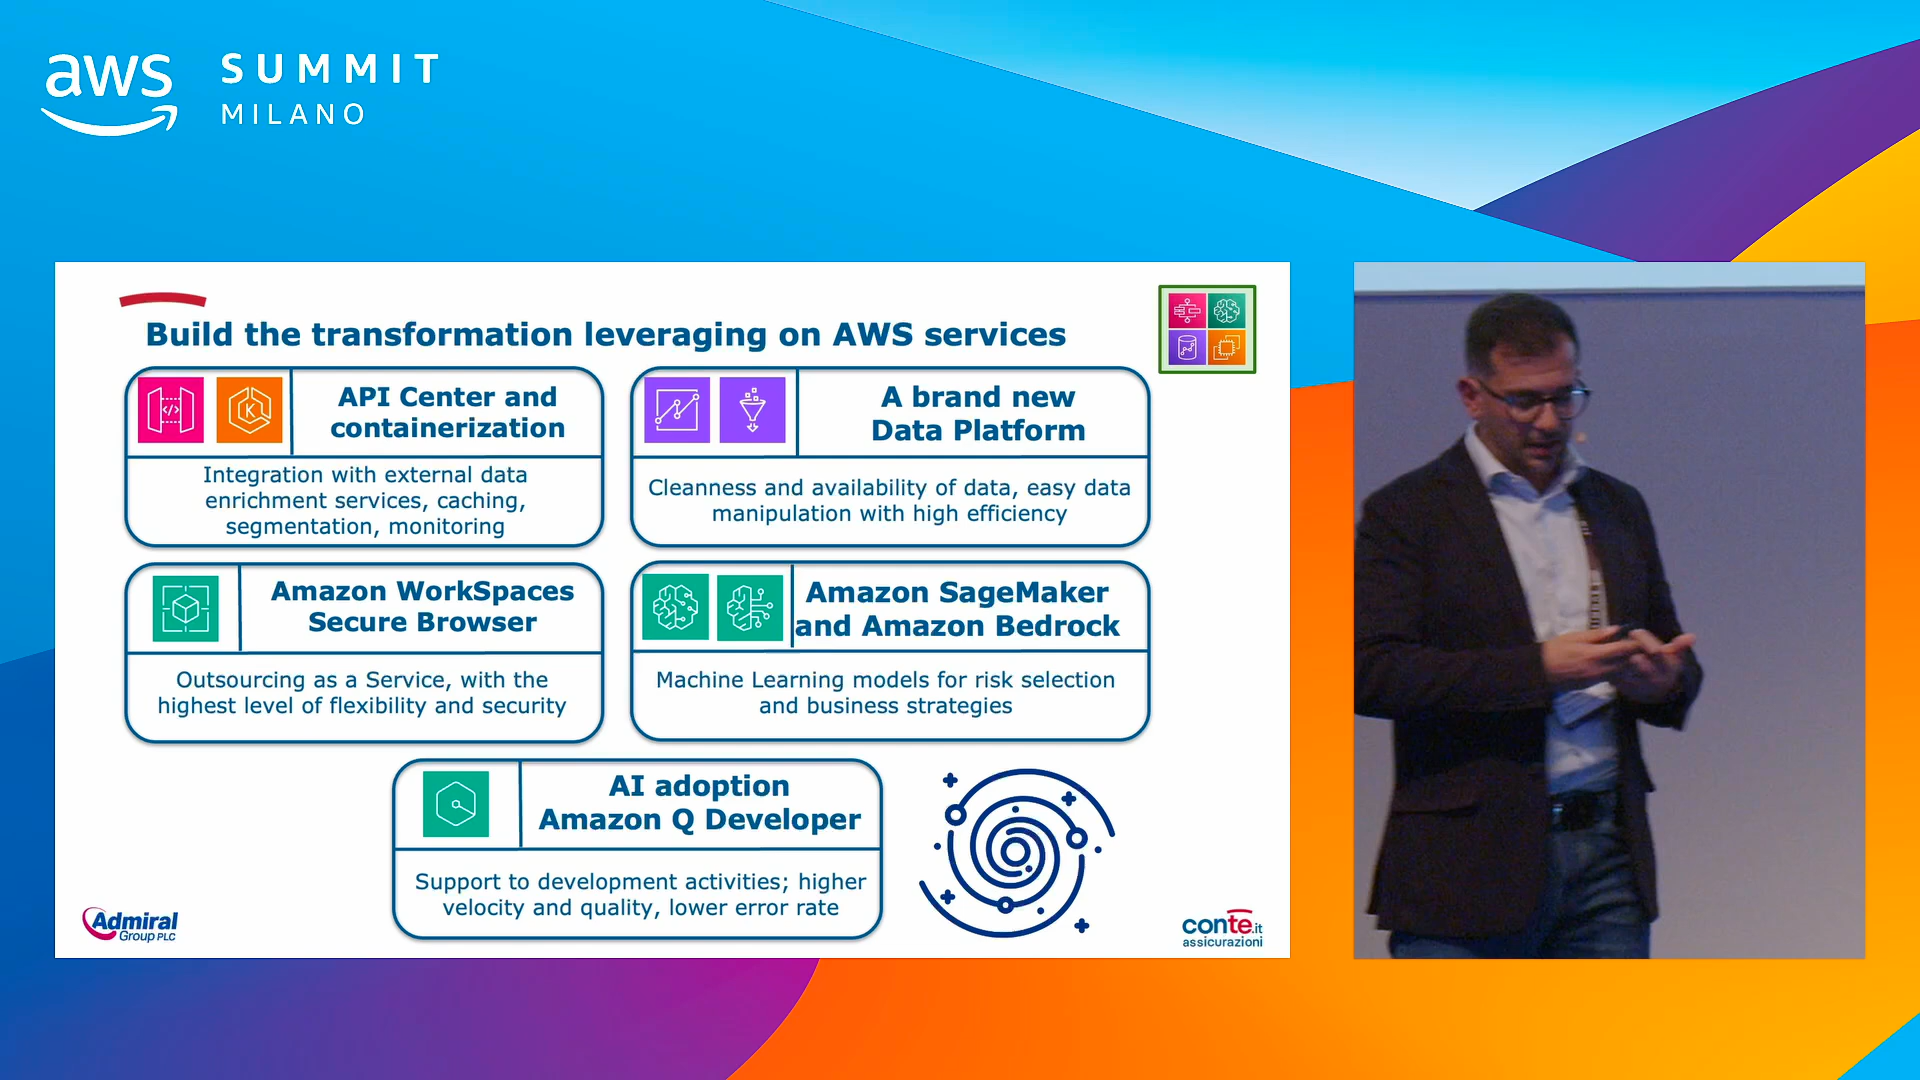 aws
SUMMIT
MILANO
Build the transformation leveraging on AWS services
API Center and
containerization
Integration with external data
enrichment services, caching,
segmentation, monitoring
A brand new
Data Platform
Cleanness and availability of data, easy data
manipulation with high efficiency
Amazon WorkSpaces
Secure Browser
Outsourcing as a Service, with the
highest level of flexibility and security
Amazon SageMaker
and Amazon Bedrock
Machine Learning models for risk selection
and business strategies
AI adoption
Amazon Q Developer
Support to development activities; higher
velocity and quality, lower error rate
Admiral
Group PLC
conte.it
assicurazioni